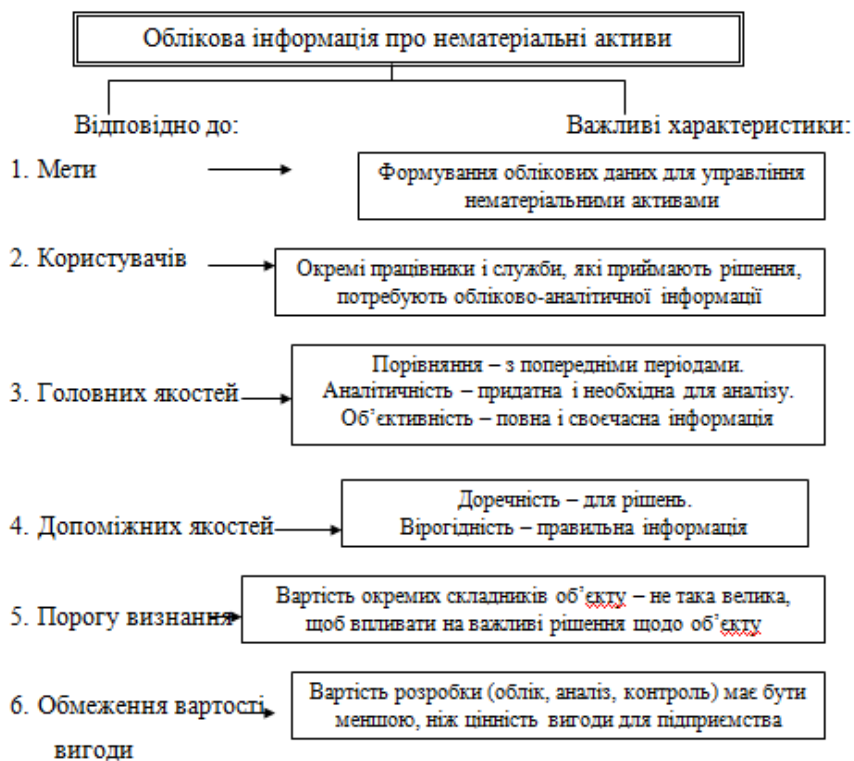 Облікова інформація про нематеріальні активи
Відповідно до:
Важливі характеристики:
1. Мети
Формування облікових даних для управління
нематеріальними активами
2. Користувачів
Окремі працівники і служби, які приймають рішення,
потребують обліково-аналітичної інформації
3. Головних якостей
Порівняння – з попередніми періодами.
Аналітичність – придатна і необхідна для аналізу.
Об’єктивність – повна і своєчасна інформація
4. Допоміжних якостей
Доречність – для рішень.
Вірогідність – правильна інформація
5. Порогу визнання
Вартість окремих складників об’єкту – не така велика,
щоб впливати на важливі рішення щодо об’єкту
6. Обмеження вартості
вигоди
Вартість розробки (облік, аналіз, контроль) має бути
меншою, ніж цінність вигоди для підприємства